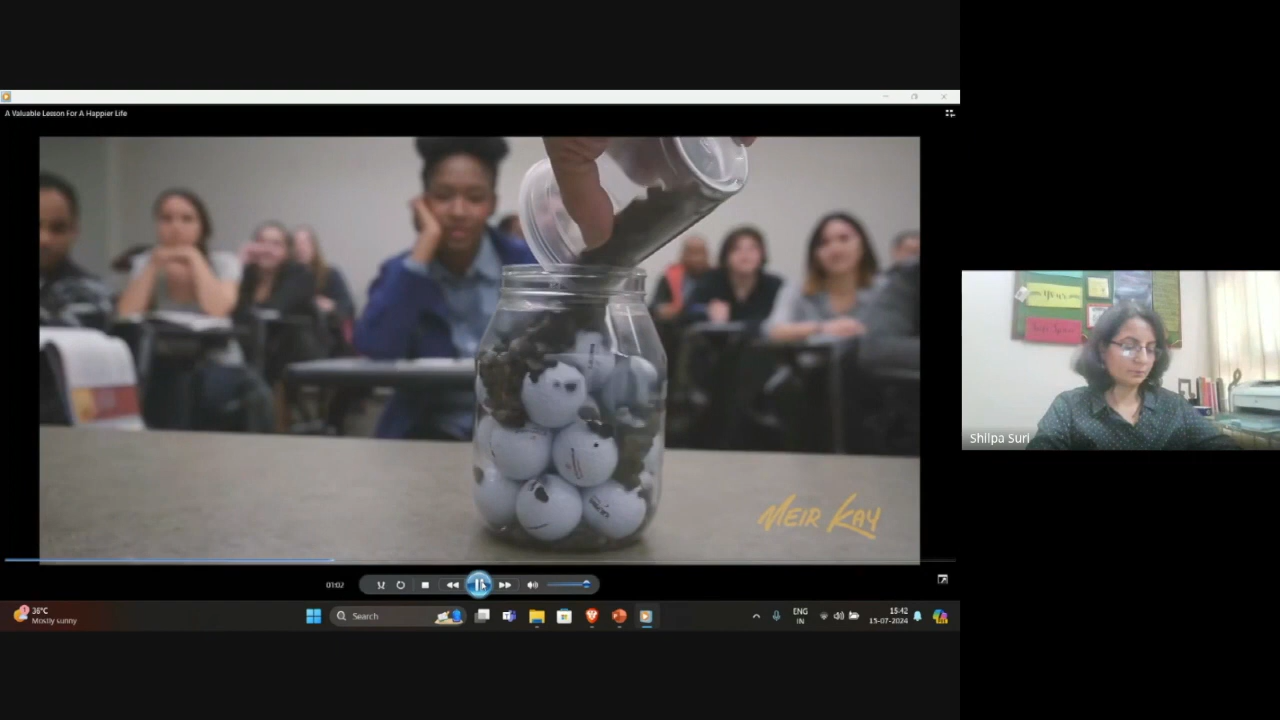 A Valuable Lesson For A Happier Life
MEIR KAY
Shilpa Suri
01:02
36°C
Mostly sunny
Search
ENG
IN
15:42
15-07-2024